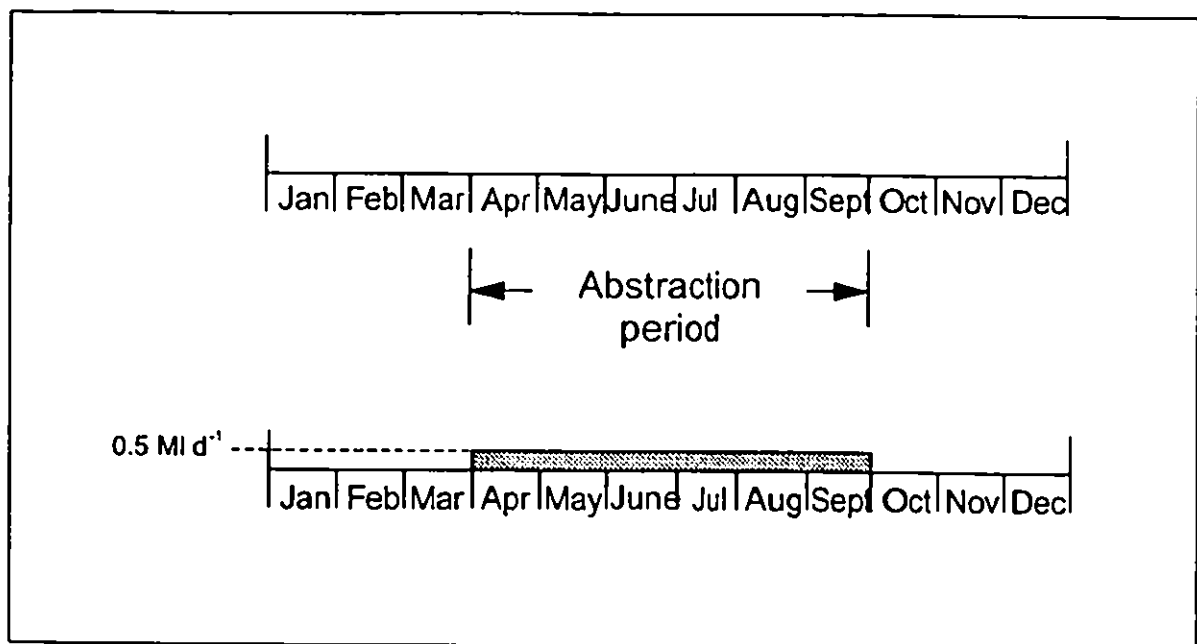 Jan Feb Mar Apr May June Jul Aug Sept Oct Nov Dec
Abstraction
period
0.5 Ml d⁻¹
Jan Feb Mar Apr May June Jul Aug Sept Oct Nov Dec